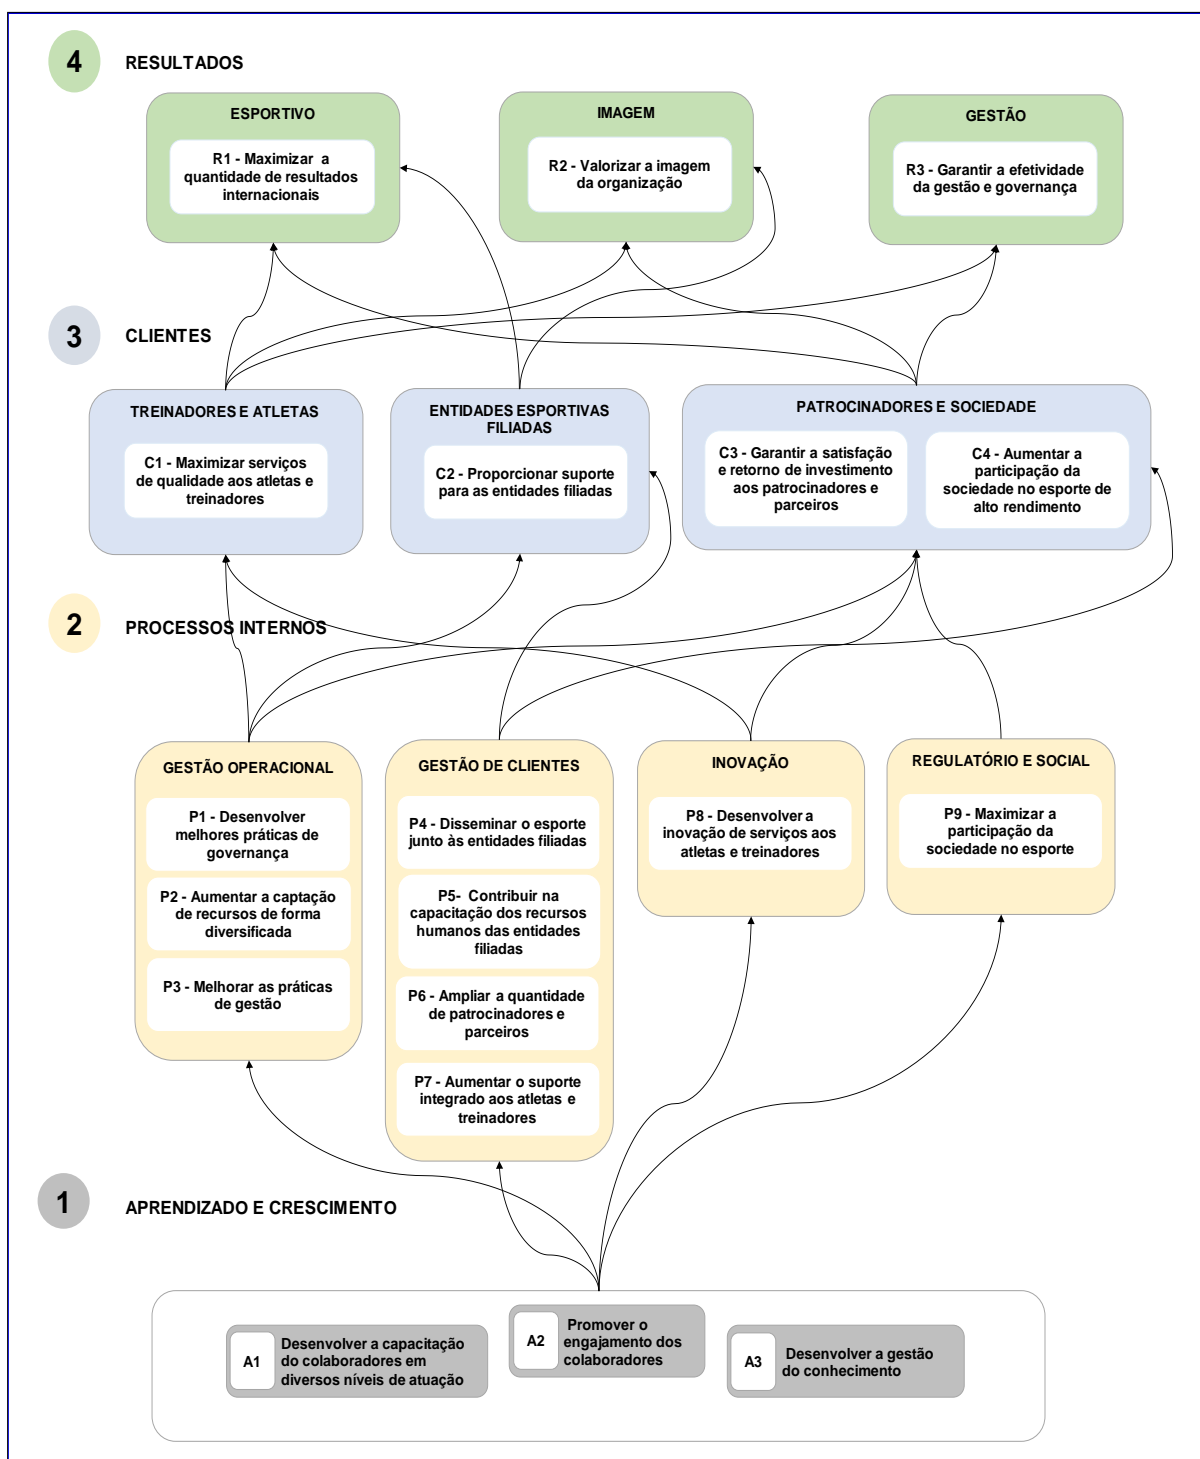 4
RESULTADOS
ESPORTIVO
R1 - Maximizar a
quantidade de resultados
internacionais
IMAGEM
R2 - Valorizar a imagem
da organização
GESTÃO
R3 - Garantir a efetividade
da gestão e governança
3
CLIENTES
TREINADORES E ATLETAS
C1 - Maximizar serviços
de qualidade aos atletas e
treinadores
ENTIDADES ESPORTIVAS
FILIADAS
C2 - Proporcionar suporte
para as entidades filiadas
PATROCINADORES E SOCIEDADE
C3 - Garantir a satisfação
e retorno de investimento
aos patrocinadores e
parceiros
C4 - Aumentar a
participação da
sociedade no esporte de
alto rendimento
2
PROCESSOS INTERNOS
GESTÃO OPERACIONAL
P1 - Desenvolver
melhores práticas de
governança
P2 - Aumentar a captação
de recursos de forma
diversificada
P3 - Melhorar as práticas
de gestão
GESTÃO DE CLIENTES
P4 - Disseminar o esporte
junto às entidades filiadas
P5- Contribuir na
capacitação dos recursos
humanos das entidades
filiadas
P6 - Ampliar a quantidade
de patrocinadores e
parceiros
P7 - Aumentar o suporte
integrado aos atletas e
treinadores
INOVAÇÃO
P8 - Desenvolver a
inovação de serviços aos
atletas e treinadores
REGULATÓRIO E SOCIAL
P9 - Maximizar a
participação da
sociedade no esporte
1
APRENDIZADO E CRESCIMENTO
A1
Desenvolver a capacitação
do colaboradores em
diversos níveis de atuação
A2
Promover o
engajamento dos
colaboradores
A3
Desenvolver a gestão
do conhecimento